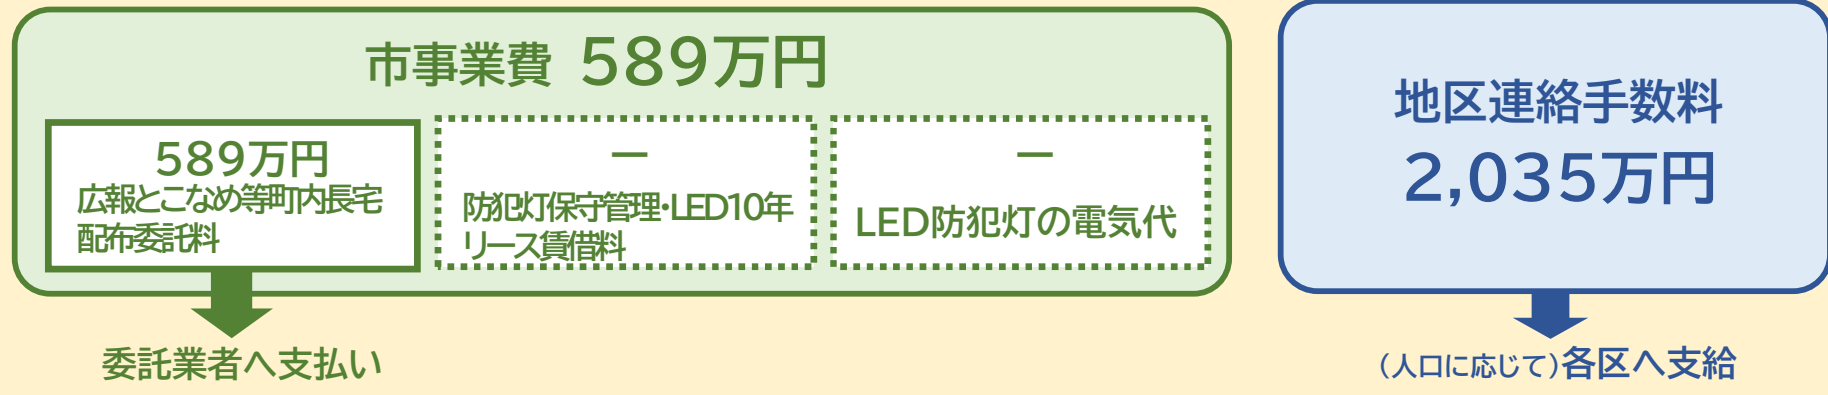 市事業費 589万円
589万円
広報とこなめ等町内長宅
配布委託料
ー
防犯灯保守管理・LED10年
リース賃借料
ー
LED防犯灯の電気代
委託業者へ支払い
地区連絡手数料
2,035万円
(人口に応じて)各区へ支給